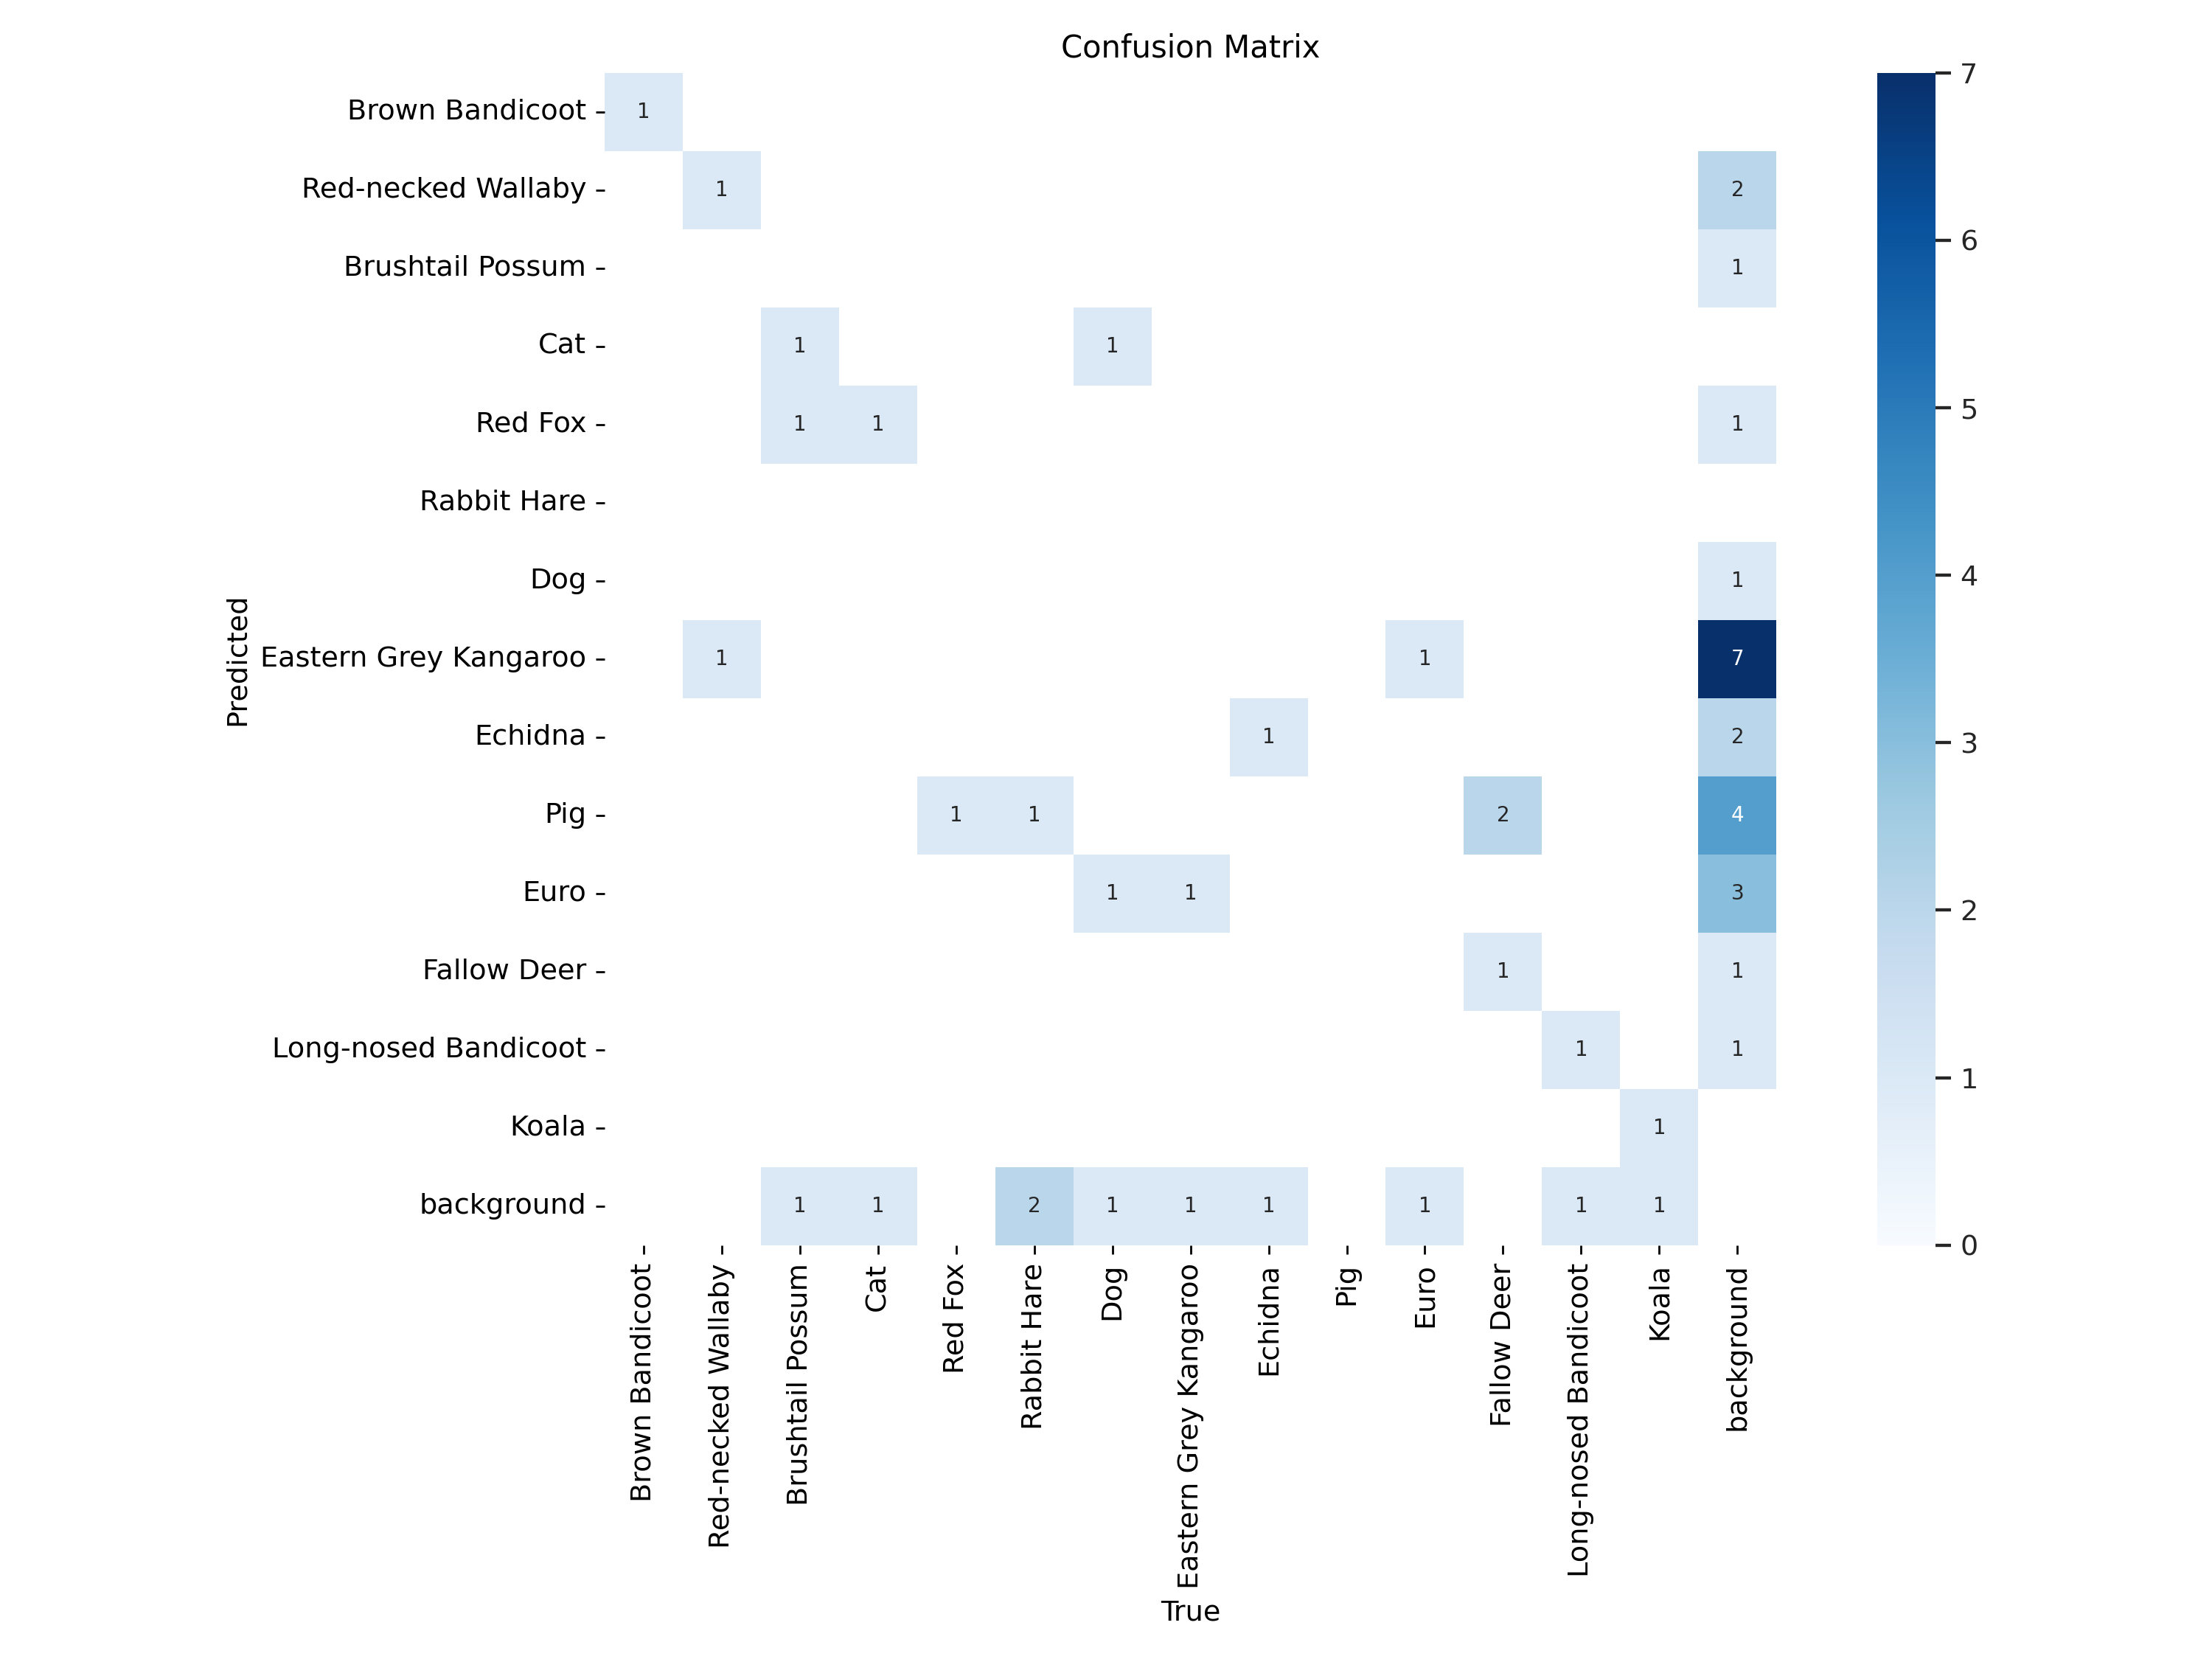 Confusion Matrix
Brown Bandicoot 1
Red-necked Wallaby 1 2
Brushtail Possum 1
Cat 1 1
Red Fox 1 1 1
Rabbit Hare
Dog 1
Eastern Grey Kangaroo 1 1 7
Echidna 1 2
Pig 1 1 2 4
Euro 1 1 3
Fallow Deer 1 1
Long-nosed Bandicoot 1 1
Koala 1
background 1 1 2 1 1 1 1 1 1
Predicted
Brown Bandicoot
Red-necked Wallaby
Brushtail Possum
Cat
Red Fox
Rabbit Hare
Dog
Eastern Grey Kangaroo
Echidna
Pig
Euro
Fallow Deer
Long-nosed Bandicoot
Koala
background
True
7
6
5
4
3
2
1
0